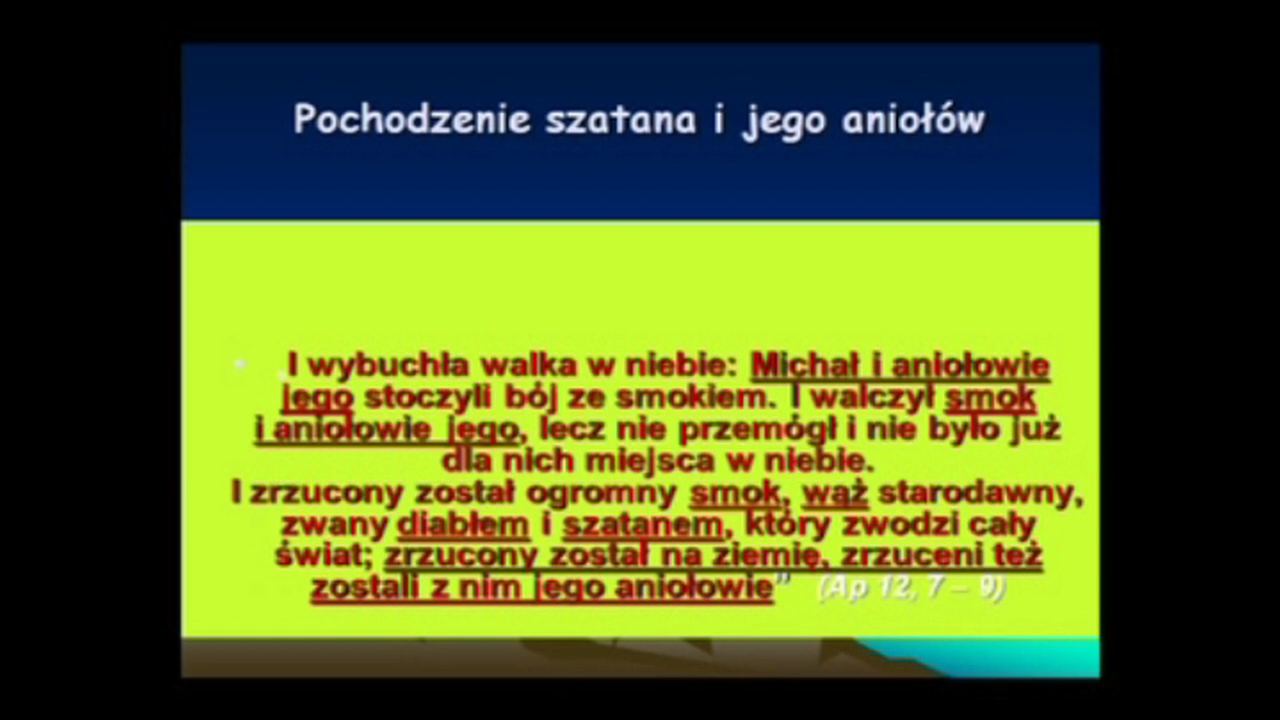 Pochodzenie szatana i jego aniołów
I wybuchła walka w niebie: Michał i aniołowie
jego stoczyli bój ze smokiem. I walczył smok
i aniołowie jego, lecz nie przemógł i nie było już
dla nich miejsca w niebie.
I zrzucony został ogromny smok, wąż starodawny,
zwany diabłem i szatanem, który zwodzi cały
świat; zrzucony został na ziemię, zrzuceni też
zostali z nim jego aniołowie” (Ap 12, 7 – 9)